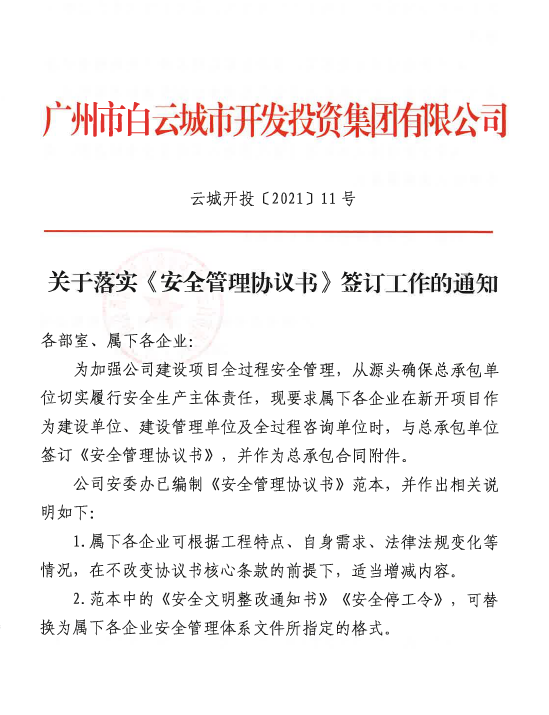 广州市白云城市开发投资集团有限公司
云城开投〔2021〕11 号
关于落实《安全管理协议书》签订工作的通知
各部室、属下各企业：
为加强公司建设项目全过程安全管理，从源头确保总承包单
位切实履行安全生产主体责任，现要求属下各企业在新开项目作
为建设单位、建设管理单位及全过程咨询单位时，与总承包单位
签订《安全管理协议书》，并作为总承包合同附件。
公司安委办已编制《安全管理协议书》范本，并作出相关说
明如下：
1.属下各企业可根据工程特点、自身需求、法律法规变化等
情况，在不改变协议书核心条款的前提下，适当增减内容。
2.范本中的《安全文明整改通知书》《安全停工令》，可替
换为属下各企业安全管理体系文件所指定的格式。